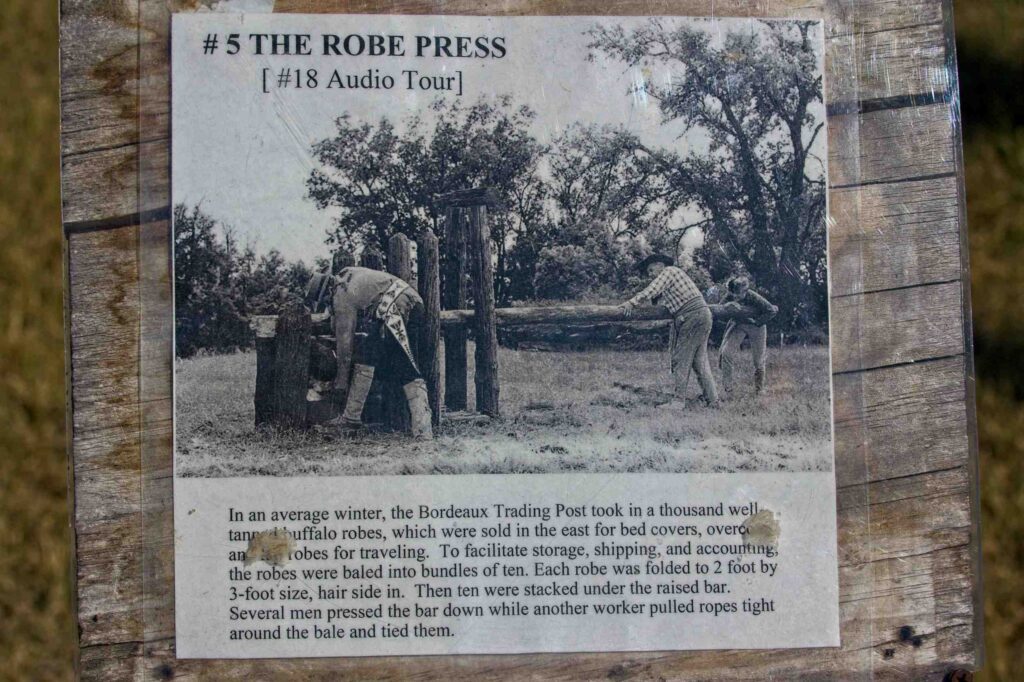 # 5 THE ROBE PRESS
[ #18 Audio Tour]
In an average winter, the Bordeaux Trading Post took in a thousand well
buffalo robes, which were sold in the east for bed covers,
robes for traveling. To facilitate storage, shipping, and accounting,
the robes were baled into bundles of ten. Each robe was folded to 2 foot by
3-foot size, hair side in. Then ten were stacked under the raised bar.
Several men pressed the bar down while another worker pulled ropes tight
around the bale and tied them.